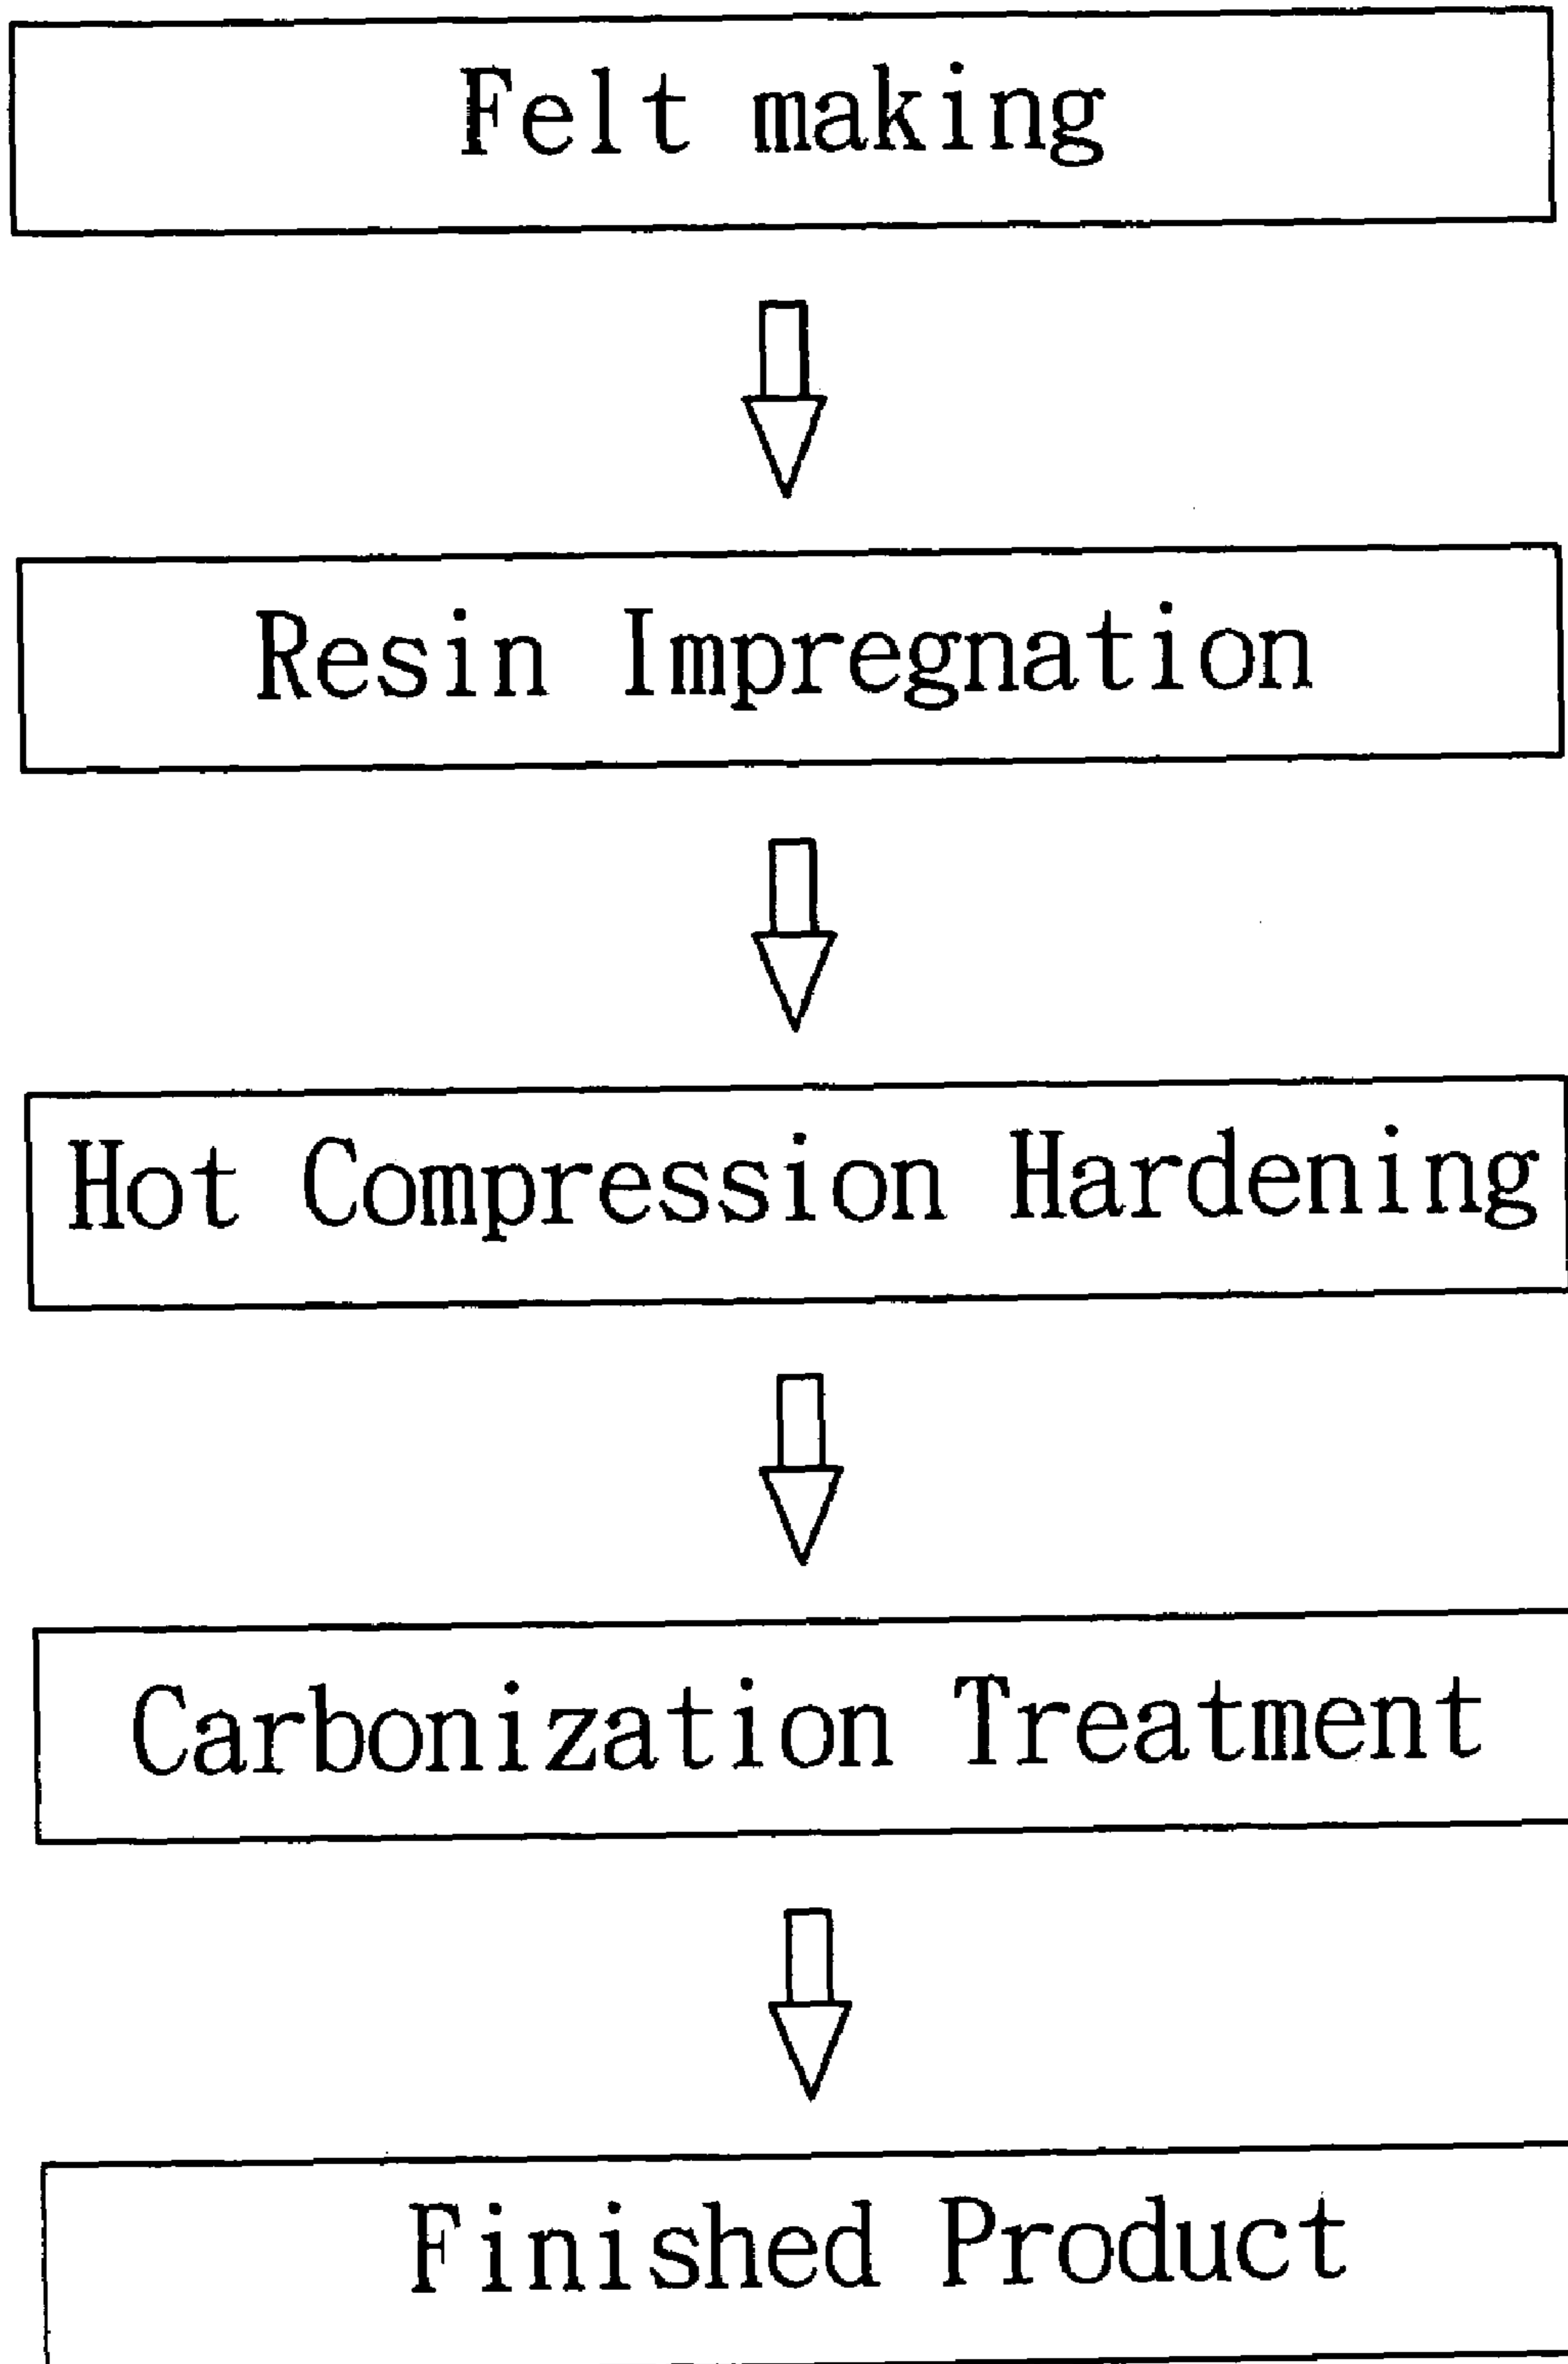 Felt making
Resin Impregnation
Hot Compression Hardening
Carbonization Treatment
Finished Product